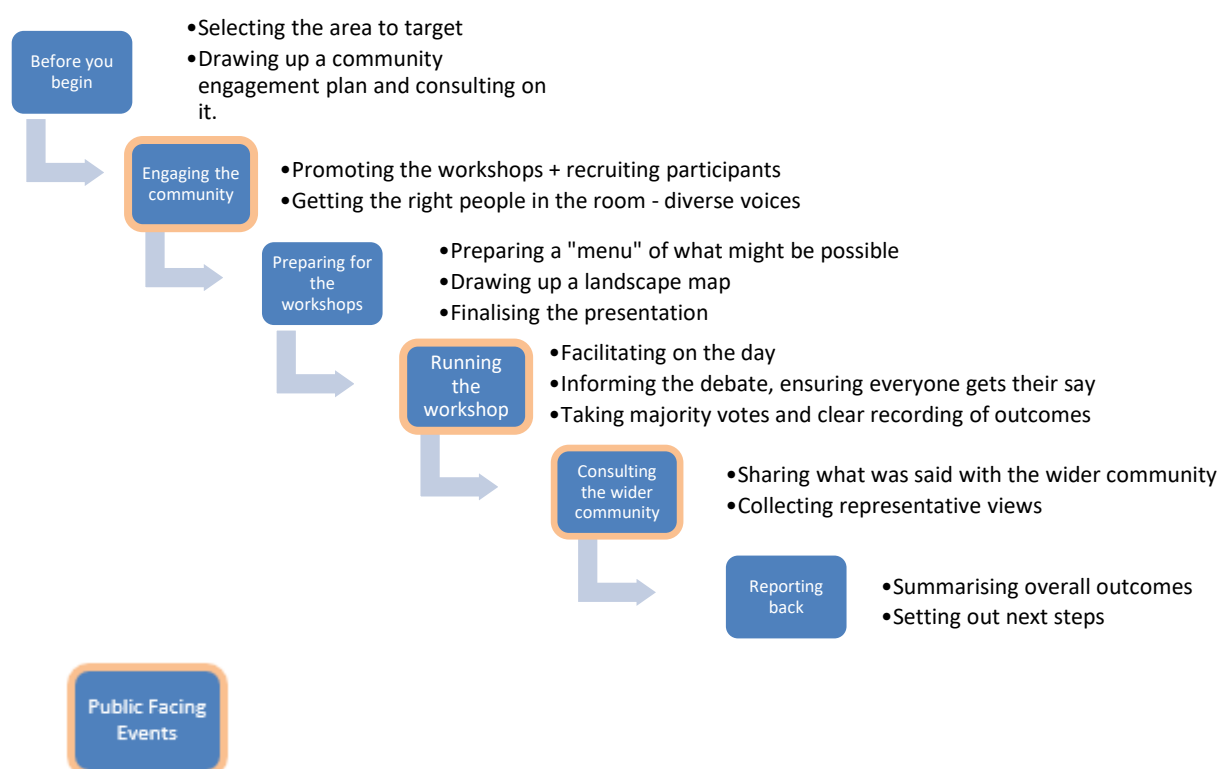 Before you
begin
•Selecting the area to target
•Drawing up a community
engagement plan and consulting on
it.
Engaging the
community
•Promoting the workshops + recruiting participants
•Getting the right people in the room - diverse voices
Preparing for
the
workshops
•Preparing a "menu" of what might be possible
•Drawing up a landscape map
•Finalising the presentation
Running
the
workshop
•Facilitating on the day
•Informing the debate, ensuring everyone gets their say
•Taking majority votes and clear recording of outcomes
Consulting
the wider
community
•Sharing what was said with the wider community
•Collecting representative views
Reporting
back
•Summarising overall outcomes
•Setting out next steps
Public Facing
Events